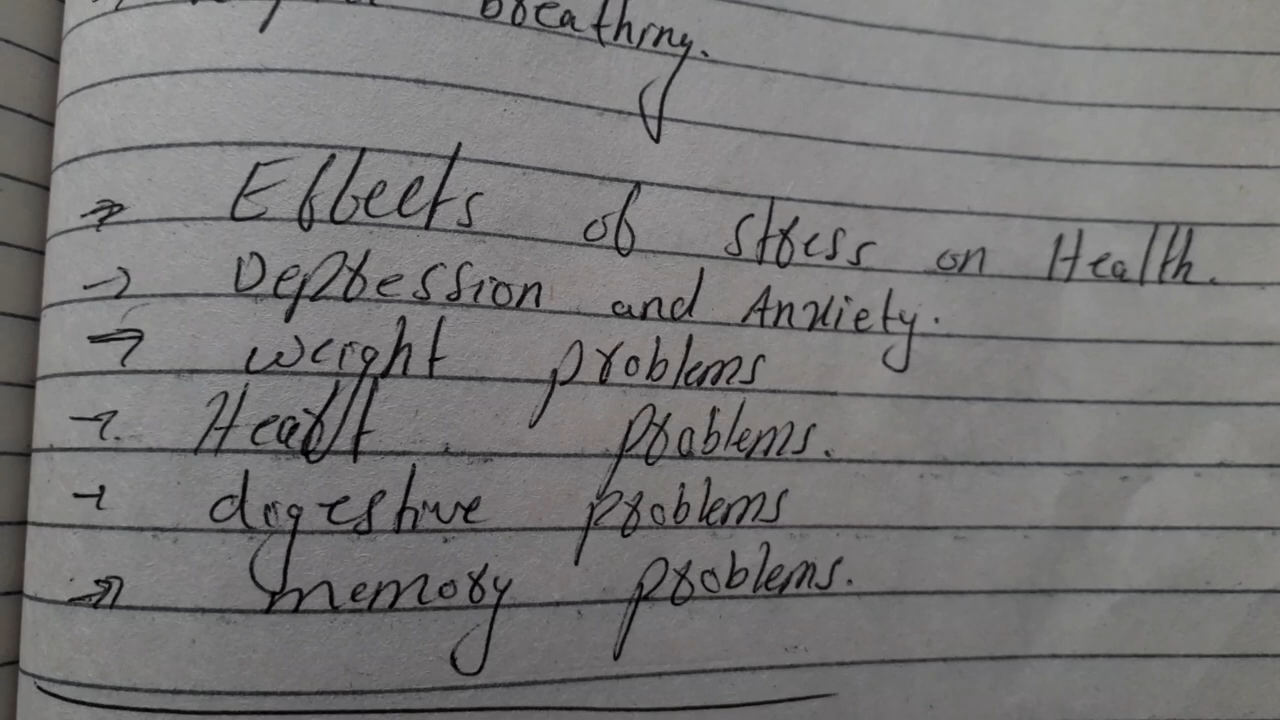 breathing.
⇒ Effects of stress on Health.
→ Depression and Anxiety.
⇒ weight problems
→ Heart problems.
→ digestive problems
⇒ memory problems.